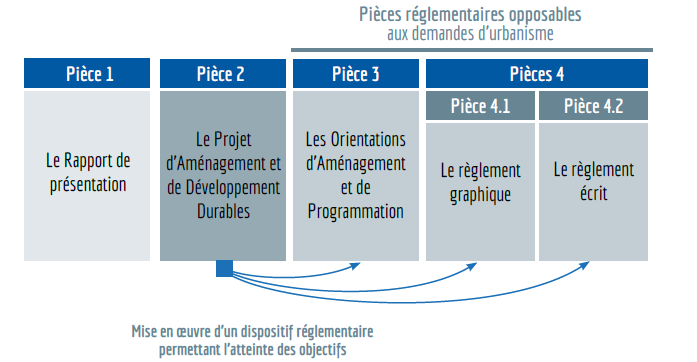 Pièces réglementaires opposables
aux demandes d'urbanisme
Pièce 1
Pièce 2
Pièce 3
Pièces 4
Pièce 4.1
Pièce 4.2
Le Rapport de
présentation
Le Projet
d'Aménagement et
de Développement
Durables
Les Orientations
d'Aménagement
et de
Programmation
Le règlement
graphique
Le règlement
écrit
Mise en œuvre d'un dispositif réglementaire
permettant l'atteinte des objectifs